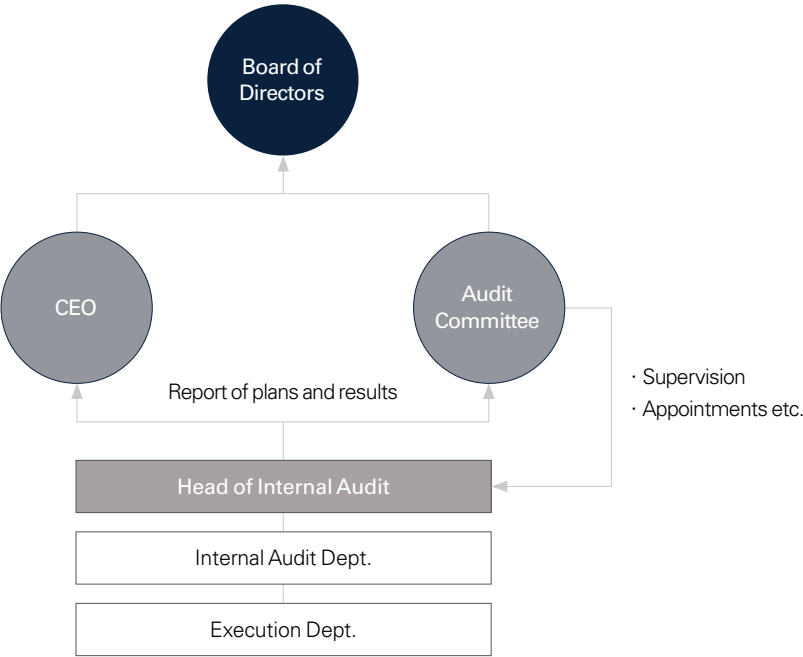 Board of
Directors
CEO
Audit
Committee
Report of plans and results
· Supervision
· Appointments etc.
Head of Internal Audit
Internal Audit Dept.
Execution Dept.